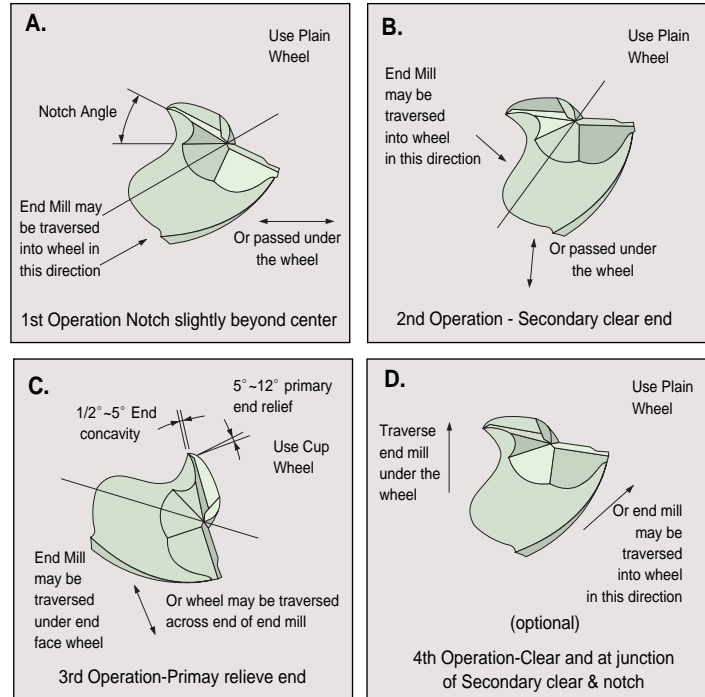 A.
Use Plain
Wheel
Notch Angle
End Mill may
be traversed
into wheel in
this direction
Or passed under
the wheel
1st Operation Notch slightly beyond center
B.
Use Plain
Wheel
End Mill
may be
traversed
into wheel
in this direction
Or passed under
the wheel
2nd Operation - Secondary clear end
C.
5°~12° primary
end relief
1/2°~5° End
concavity
Use Cup
Wheel
End Mill
may be
traversed
under end
face wheel
Or wheel may be traversed
across end of end mill
3rd Operation-Primay relieve end
D.
Use Plain
Wheel
Traverse
end mill
under the
wheel
Or end mill
may be
traversed
into wheel
in this direction
(optional)
4th Operation-Clear and at junction
of Secondary clear & notch